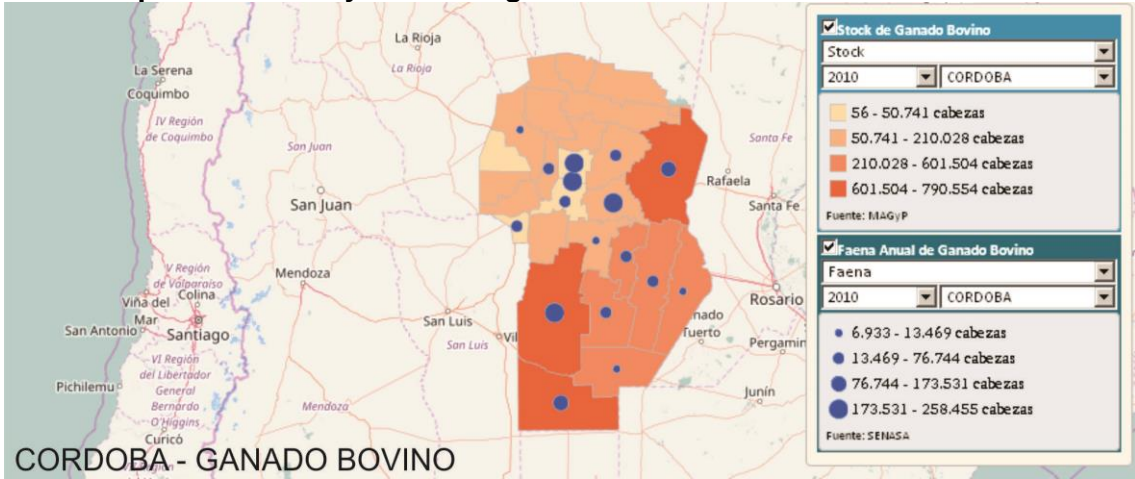 La Rioja
La Rioja
La Serena
Coquimbo
IV Región
de Coquimbo
San Juan
San Juan
Santa Fe
Rafaela
Santa Fe
V Región
de Valparaíso
Viña del
Mar
Colina
San Antonio
Santiago
Mendoza
San Luis
San Luis
Vil
Rosario
nado
Tuerto
Pergamin
VI Región
del Libertador
General
Bernardo
O'Higgins
Pichilemu
Mendoza
Junín
Curicó
CORDOBA - GANADO BOVINO
Stock de Ganado Bovino
Stock
2010 CORDOBA
56 - 50.741 cabezas
50.741 - 210.028 cabezas
210.028 - 601.504 cabezas
601.504 - 790.554 cabezas
Fuente: MAGyP
Faena Anual de Ganado Bovino
Faena
2010 CORDOBA
6.933 - 13.469 cabezas
13.469 - 76.744 cabezas
76.744 - 173.531 cabezas
173.531 - 258.455 cabezas
Fuente: SENASA